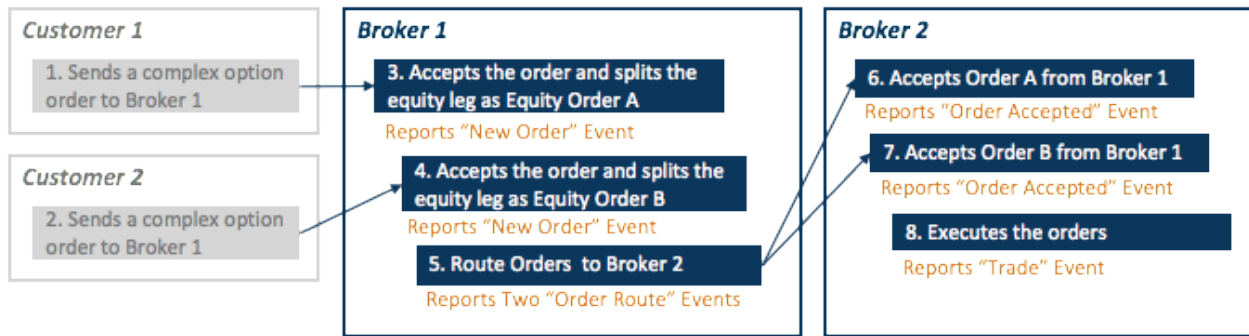 Customer 1
1. Sends a complex option
order to Broker 1
Customer 2
2. Sends a complex option
order to Broker 1
Broker 1
3. Accepts the order and splits the
equity leg as Equity Order A
Reports “New Order” Event
4. Accepts the order and splits the
equity leg as Equity Order B
Reports “New Order” Event
5. Route Orders to Broker 2
Reports Two “Order Route” Events
Broker 2
6. Accepts Order A from Broker 1
Reports “Order Accepted” Event
7. Accepts Order B from Broker 1
Reports “Order Accepted” Event
8. Executes the orders
Reports “Trade” Event